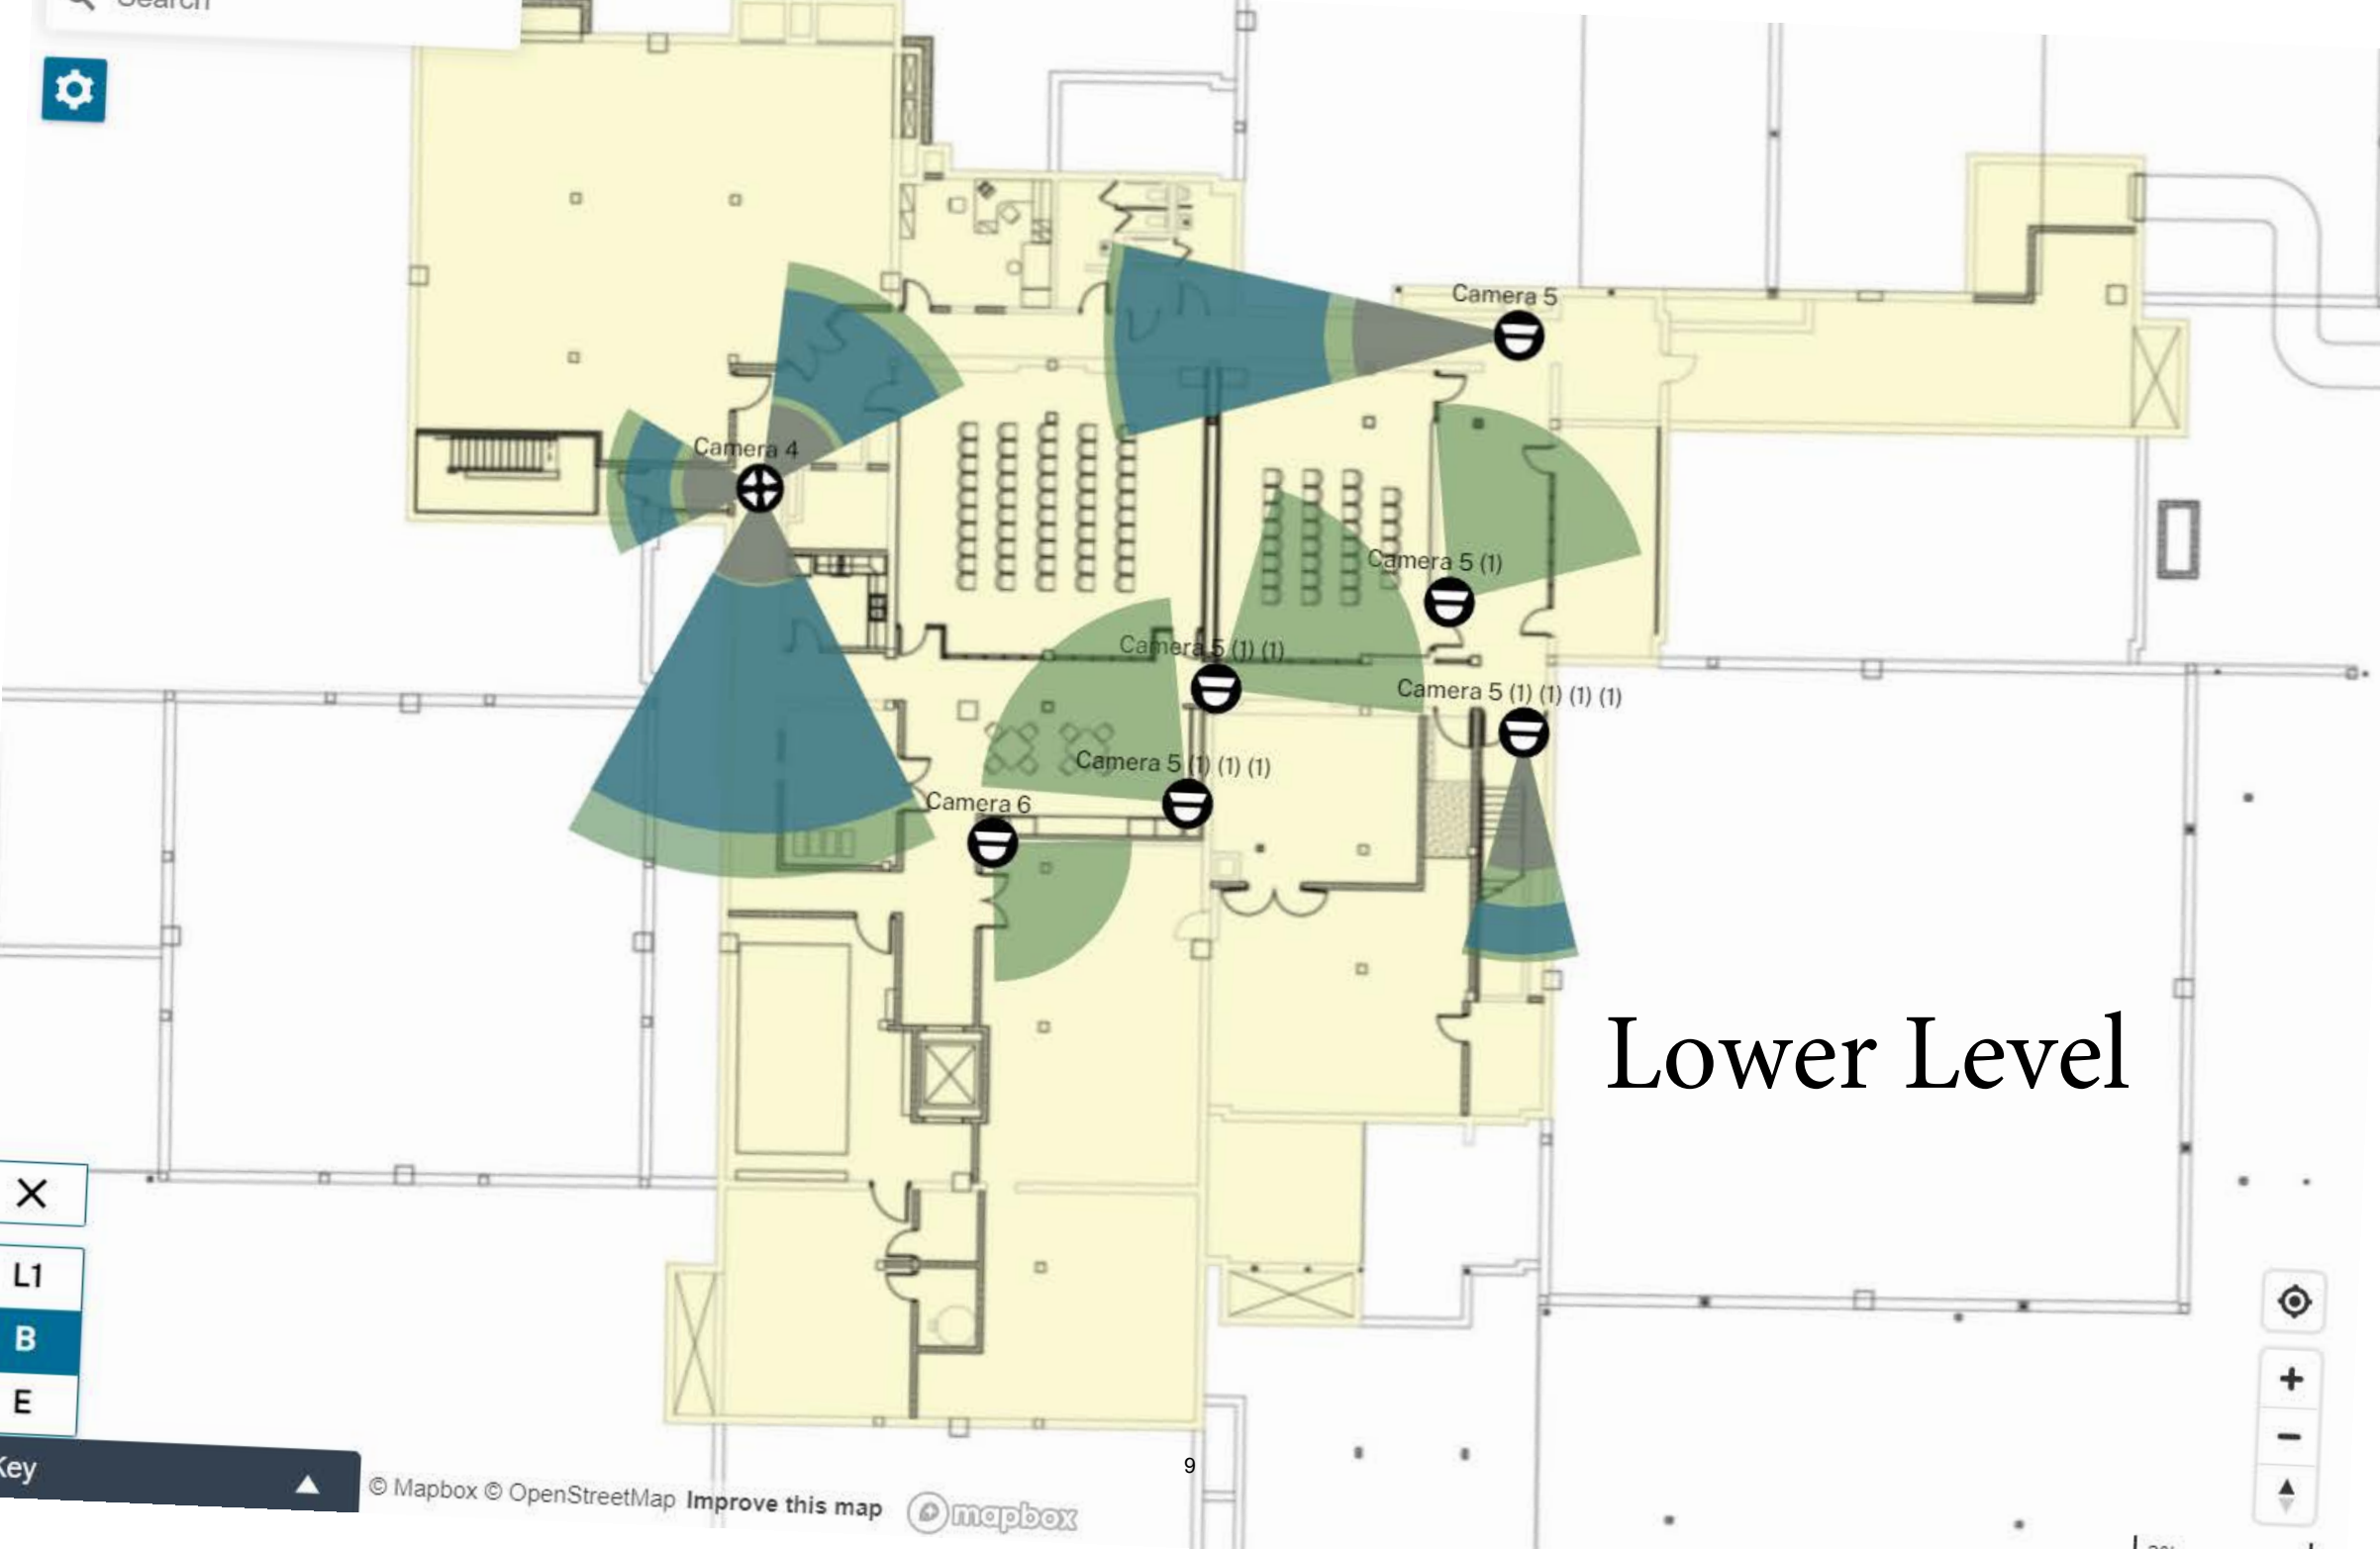 Search
Camera 5
Camera 4
Camera 5 (1)
Camera 5 (1) (1)
Camera 5 (1) (1) (1) (1)
Camera 5 (1) (1) (1)
Camera 6
Lower Level
L1
B
E
Key
© Mapbox © OpenStreetMap Improve this map
mapbox
9